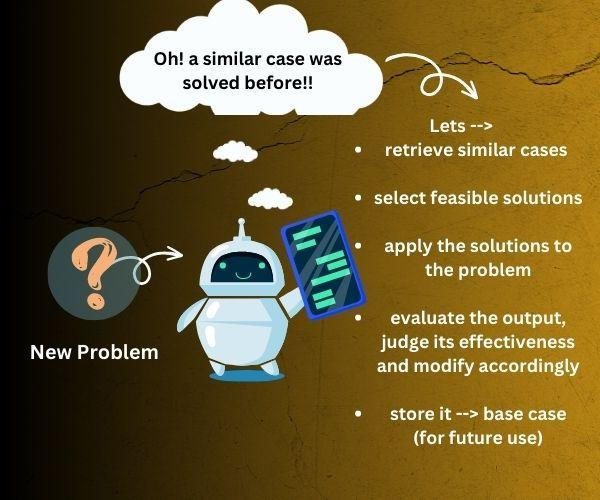 Oh! a similar case was
solved before!!
Lets -->
• retrieve similar cases
• select feasible solutions
• apply the solutions to
the problem
• evaluate the output,
judge its effectiveness
and modify accordingly
• store it --> base case
(for future use)
?
New Problem